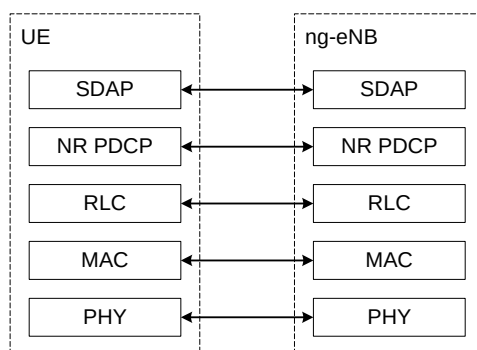 UE ng-eNB
SDAP SDAP
NR PDCP NR PDCP
RLC RLC
MAC MAC
PHY PHY